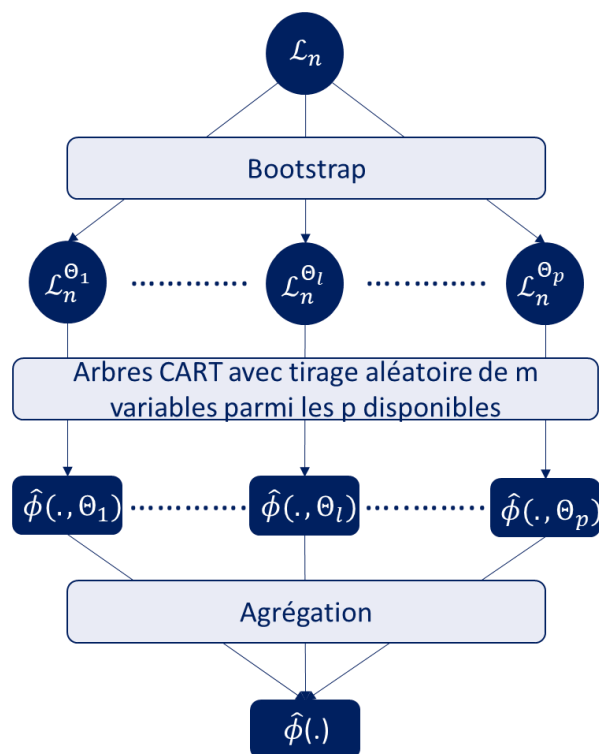 ℒₙ
Bootstrap
ℒₙ^Θ₁ ℒₙ^Θₗ ℒₙ^Θₚ
Arbres CART avec tirage aléatoire de m
variables parmi les p disponibles
ϕ̂(., Θ₁) ϕ̂(., Θₗ) ϕ̂(., Θₚ)
Agrégation
ϕ̂(.)